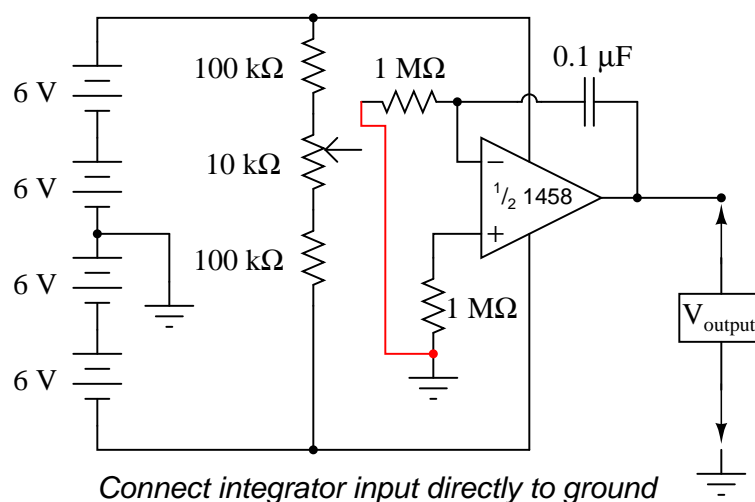 0.1 μF
1 MΩ
100 kΩ
6 V
10 kΩ
6 V
−
1/2 1458
+
100 kΩ
6 V
1 MΩ
Voutput
6 V
Connect integrator input directly to ground